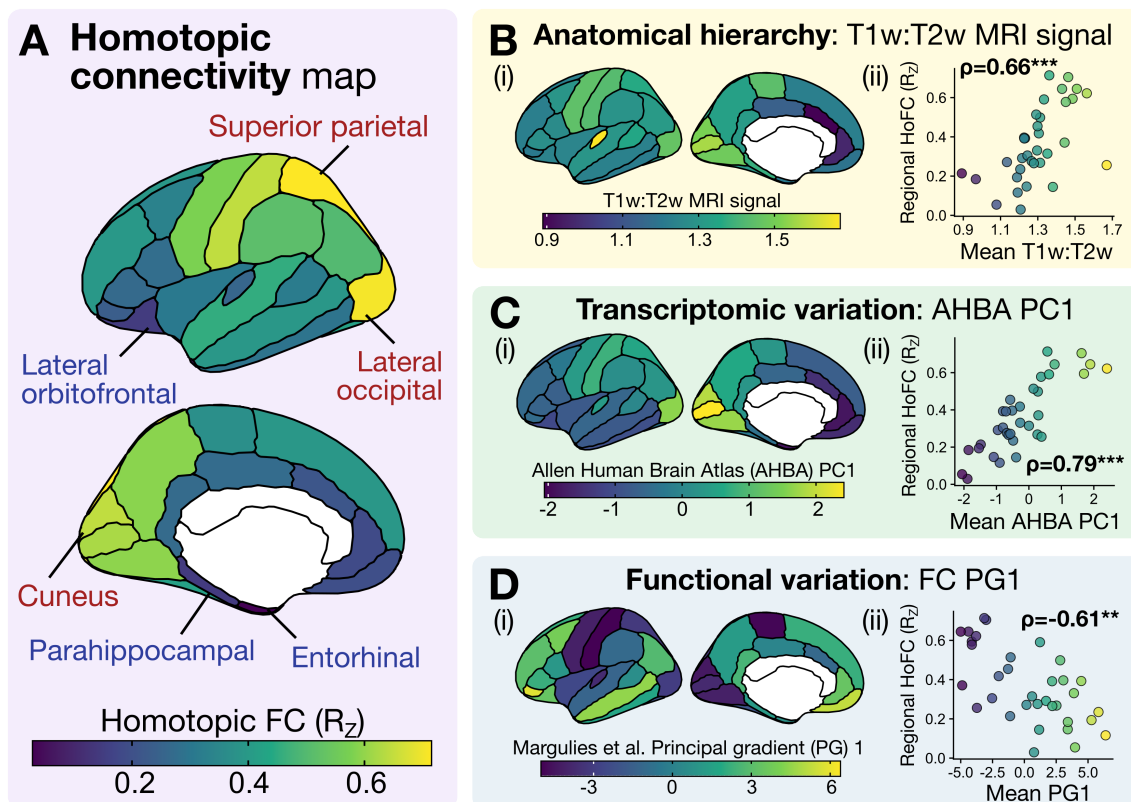 A Homotopic
connectivity map
Superior parietal
Lateral
orbitofrontal
Lateral
occipital
Cuneus
Parahippocampal
Entorhinal
Homotopic FC (RZ)
0.2 0.4 0.6
B Anatomical hierarchy: T1w:T2w MRI signal
(i)
T1w:T2w MRI signal
0.9 1.1 1.3 1.5
(ii)
ρ=0.66***
Regional HoFC (RZ)
0.6
0.4
0.2
0.0
0.9 1.1 1.3 1.5 1.7
Mean T1w:T2w
C Transcriptomic variation: AHBA PC1
(i)
Allen Human Brain Atlas (AHBA) PC1
-2 -1 0 1 2
(ii)
Regional HoFC (RZ)
0.6
0.4
0.2
0.0
ρ=0.79***
-2 -1 0 1 2
Mean AHBA PC1
D Functional variation: FC PG1
(i)
Margulies et al. Principal gradient (PG) 1
-3 0 3 6
(ii)
ρ=-0.61**
Regional HoFC (RZ)
0.6
0.4
0.2
0.0
-5.0 -2.5 0.0 2.5 5.0
Mean PG1